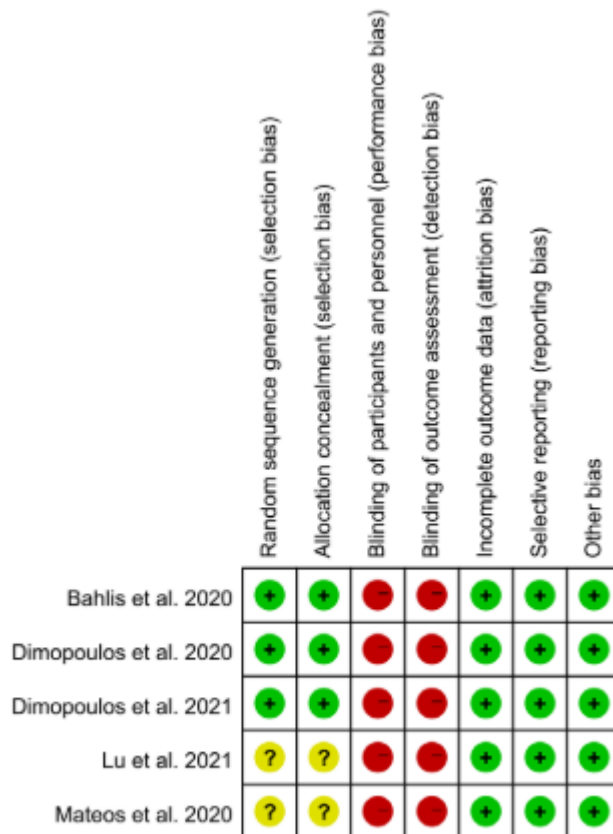 Random sequence generation (selection bias)
Allocation concealment (selection bias)
Blinding of participants and personnel (performance bias)
Blinding of outcome assessment (detection bias)
Incomplete outcome data (attrition bias)
Selective reporting (reporting bias)
Other bias
Bahlis et al. 2020 + + - - + + +
Dimopoulos et al. 2020 + + - - + + +
Dimopoulos et al. 2021 + + - - + + +
Lu et al. 2021 ? ? - - + + +
Mateos et al. 2020 ? ? - - + + +